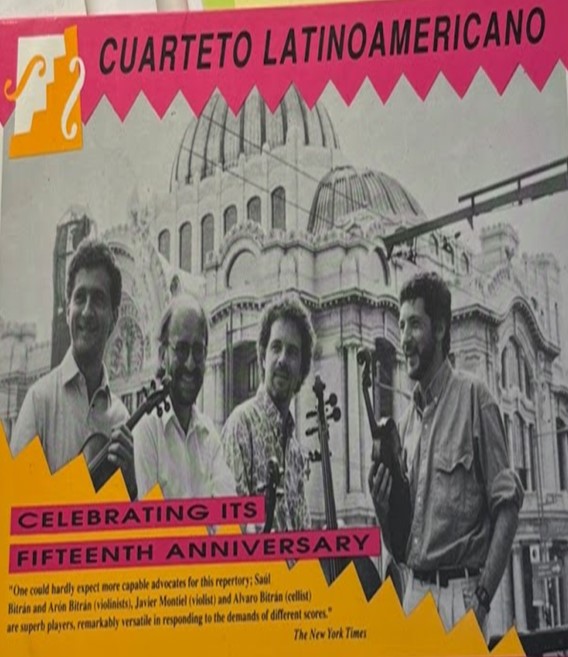 CUARTETO LATINOAMERICANO
CELEBRATING ITS
FIFTEENTH ANNIVERSARY
"One could hardly expect more capable advocates for this repertory; Saúl
Bitrán and Arón Bitrán (violinists), Javier Montiel (violist) and Alvaro Bitrán (cellist)
are superb players, remarkably versatile in responding to the demands of different scores."
The New York Times